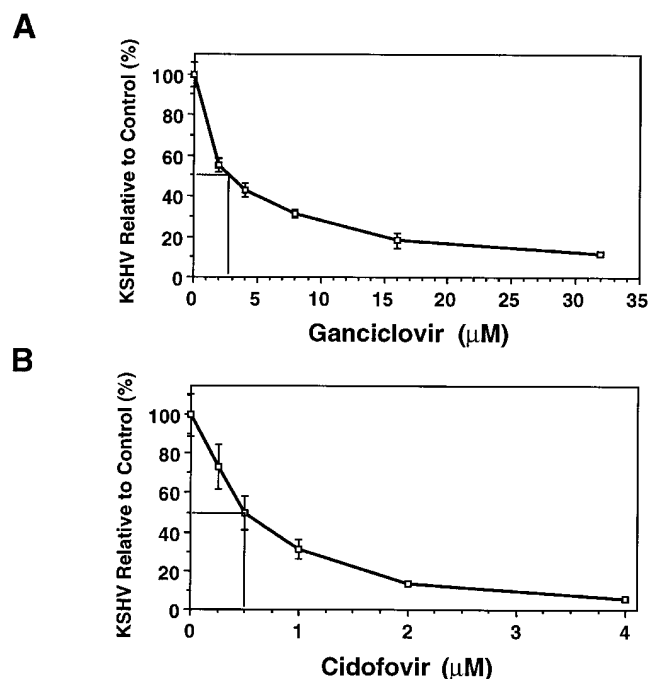 A
KSHV Relative to Control (%)
100
80
60
40
20
0
0 5 10 15 20 25 30 35
Ganciclovir (μM)
B
KSHV Relative to Control (%)
100
80
60
40
20
0
0 1 2 3 4
Cidofovir (μM)